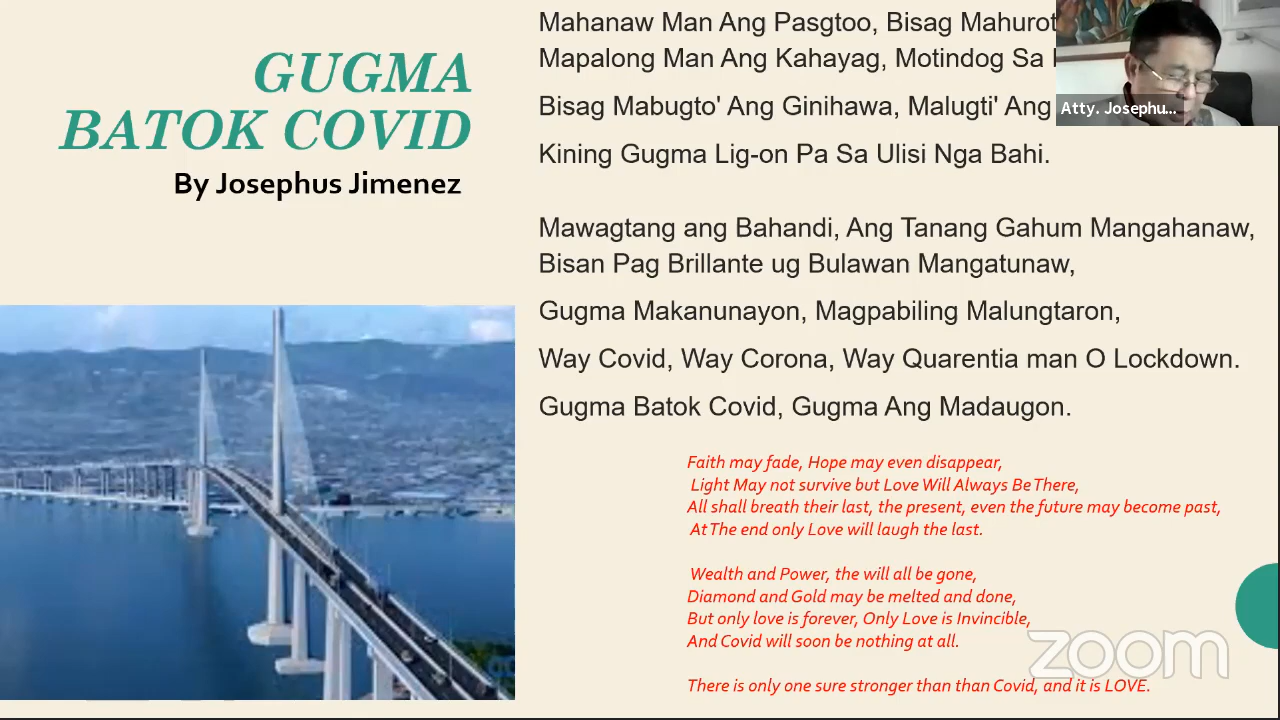 GUGMA
BATOK COVID
By Josephus Jimenez
Mahanaw Man Ang Pasgtoo, Bisag Mahurot
Mapalong Man Ang Kahayag, Motindog Sa
Bisag Mabugto' Ang Ginihawa, Malugti' Ang
Kining Gugma Lig-on Pa Sa Ulisi Nga Bahi.
Mawagtang ang Bahandi, Ang Tanang Gahum Mangahanaw,
Bisan Pag Brillante ug Bulawan Mangatunaw,
Gugma Makanunayon, Magpabiling Malungtaron,
Way Covid, Way Corona, Way Quarentia man O Lockdown.
Gugma Batok Covid, Gugma Ang Madaugon.
Faith may fade, Hope may even disappear,
Light May not survive but Love Will Always Be There,
All shall breath their last, the present, even the future may become past,
At The end only Love will laugh the last.
Wealth and Power, the will all be gone,
Diamond and Gold may be melted and done,
But only love is forever, Only Love is Invincible,
And Covid will soon be nothing at all.
There is only one sure stronger than than Covid, and it is LOVE.
Atty. Josephu...
zoom